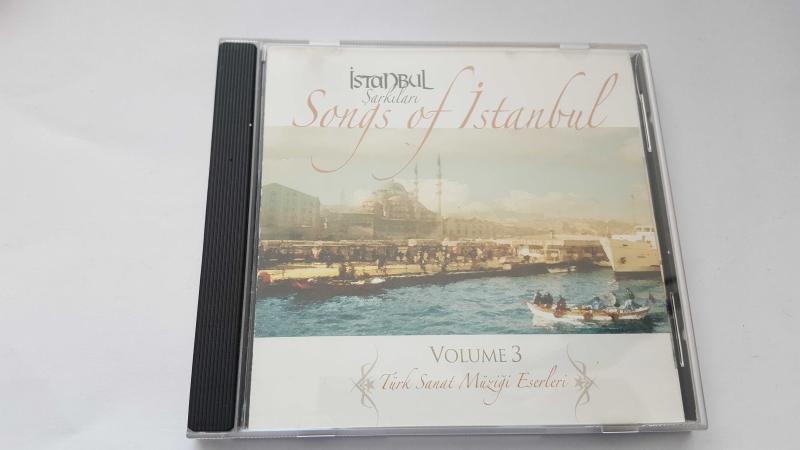 İstanbul
Şarkıları
Songs of İstanbul
VOLUME 3
Türk Sanat Müziği Eserleri